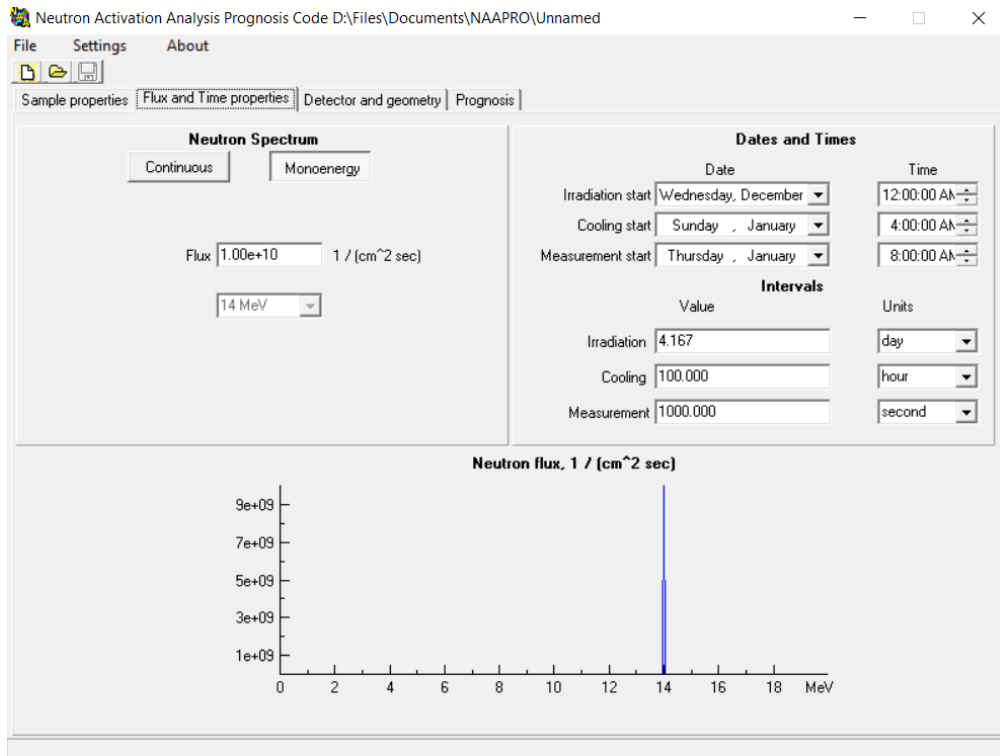 Neutron Activation Analysis Prognosis Code D:\Files\Documents\NAAPRO\Unnamed
File Settings About
Sample properties Flux and Time properties Detector and geometry Prognosis
Neutron Spectrum
Continuous Monoenergy
Flux 1.00e+10 1 / (cm^2 sec)
14 MeV
Dates and Times
Date Time
Irradiation start Wednesday, December 12:00:00 AM
Cooling start Sunday , January 4:00:00 AM
Measurement start Thursday , January 8:00:00 AM
Intervals
Value Units
Irradiation 4.167 day
Cooling 100.000 hour
Measurement 1000.000 second
Neutron flux, 1 / (cm^2 sec)
9e+09
7e+09
5e+09
3e+09
1e+09
0 2 4 6 8 10 12 14 16 18 MeV